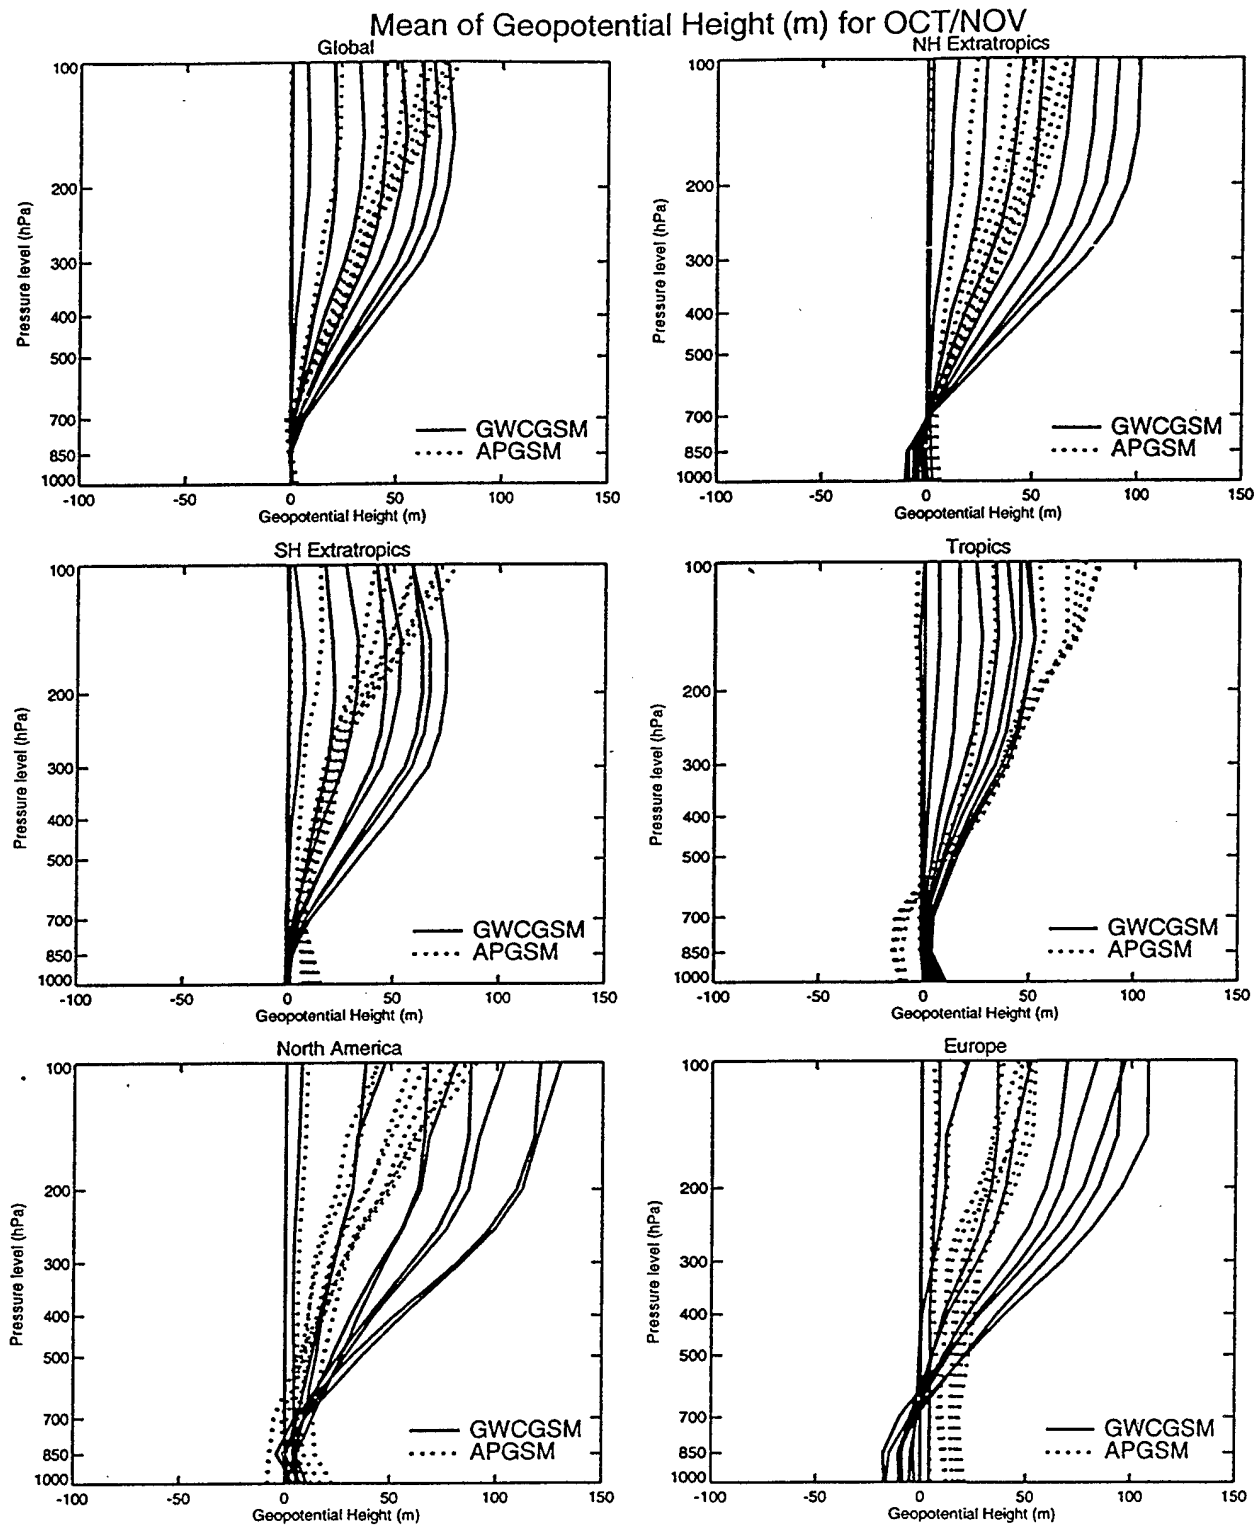 Mean of Geopotential Height (m) for OCT/NOV
Global
100
200
300
400
500
700
850
1000
Pressure level (hPa)
-100 -50 0 50 100 150
Geopotential Height (m)
GWCGSM
APGSM
NH Extratropics
100
200
300
400
500
700
850
1000
Pressure level (hPa)
-100 -50 0 50 100 150
Geopotential Height (m)
GWCGSM
APGSM
SH Extratropics
100
200
300
400
500
700
850
1000
Pressure level (hPa)
-100 -50 0 50 100 150
Geopotential Height (m)
GWCGSM
APGSM
Tropics
100
200
300
400
500
700
850
1000
Pressure level (hPa)
-100 -50 0 50 100 150
Geopotential Height (m)
GWCGSM
APGSM
North America
100
200
300
400
500
700
850
1000
Pressure level (hPa)
-100 -50 0 50 100 150
Geopotential Height (m)
GWCGSM
APGSM
Europe
100
200
300
400
500
700
850
1000
Pressure level (hPa)
-100 -50 0 50 100 150
Geopotential Height (m)
GWCGSM
APGSM